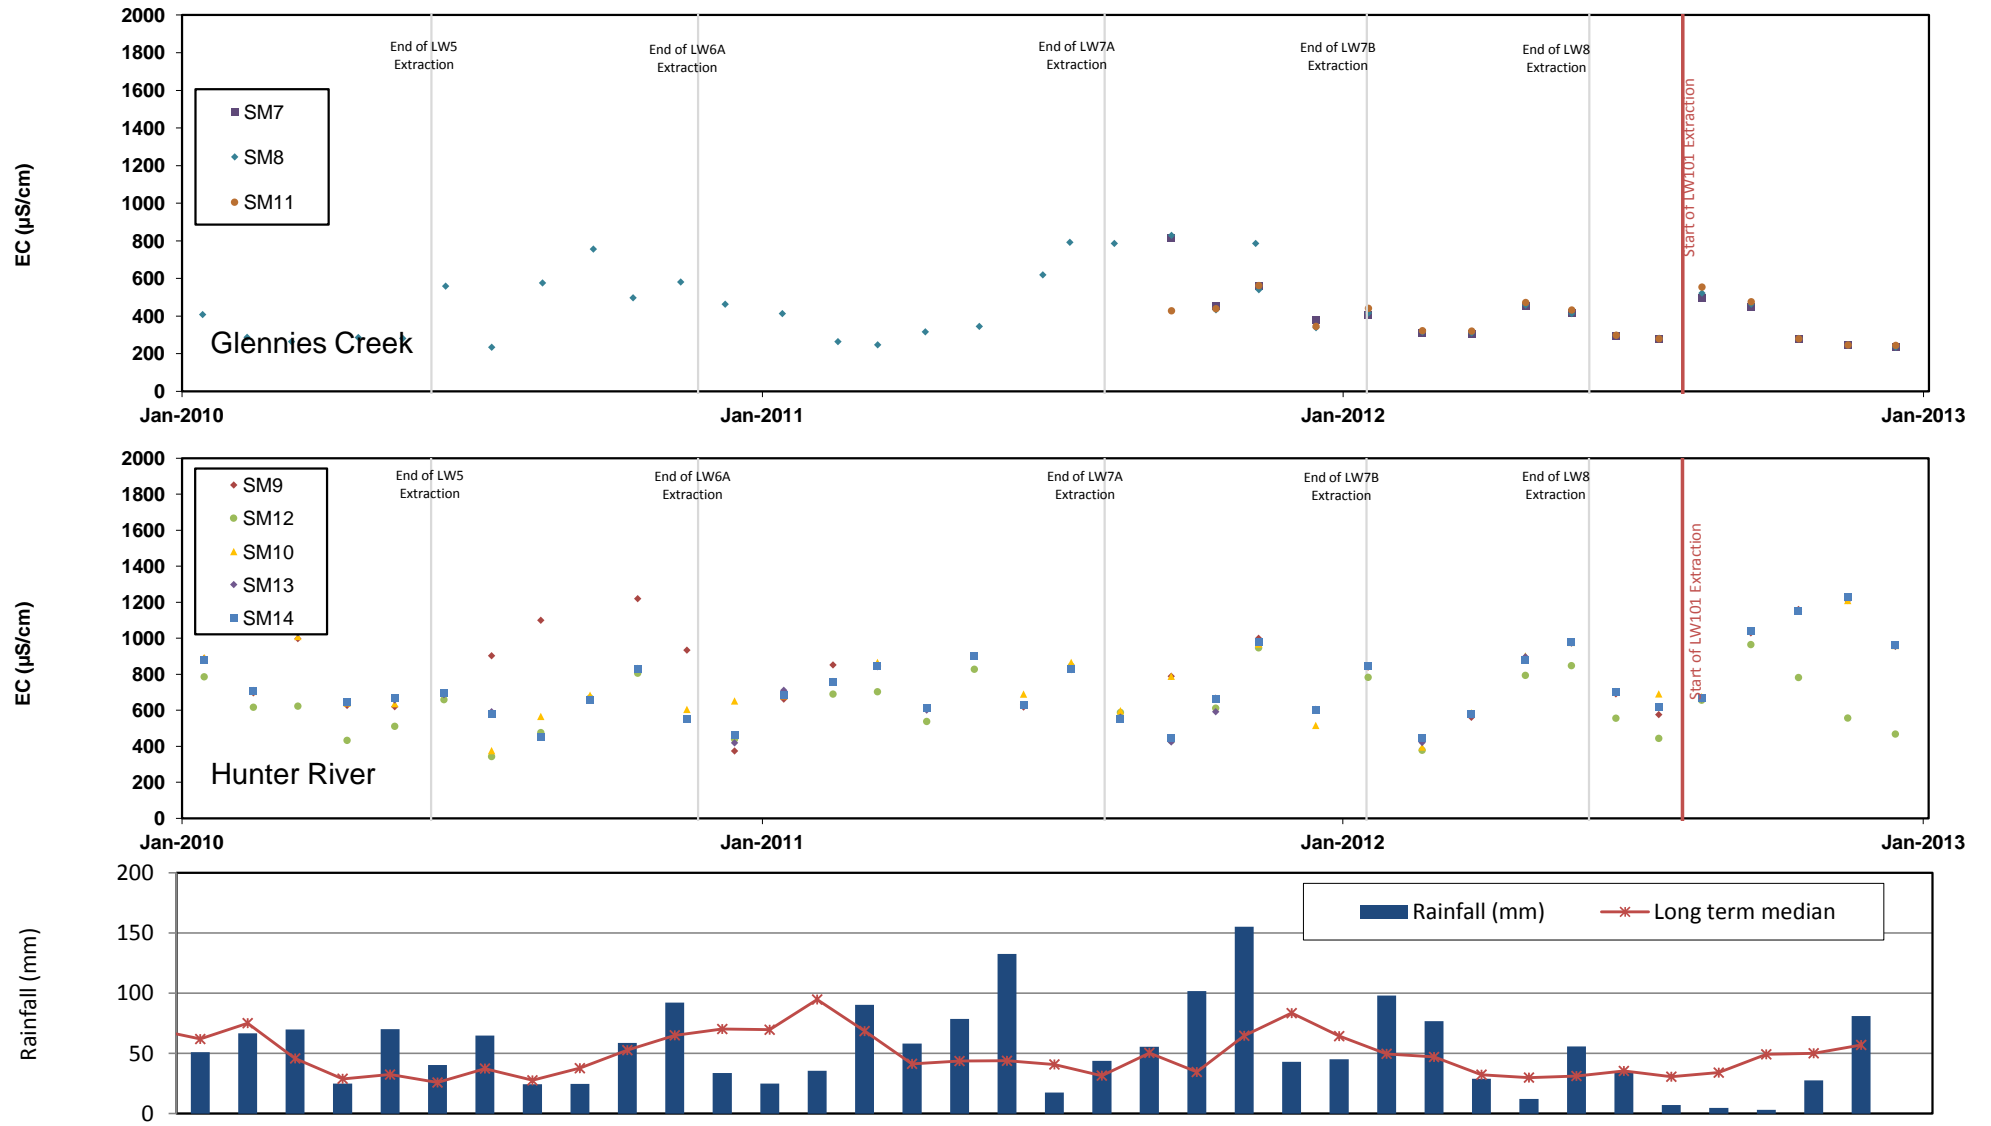 2000
1800
1600
1400
1200
1000
800
600
400
200
0
EC (µS/cm)
End of LW5
Extraction
End of LW6A
Extraction
End of LW7A
Extraction
End of LW7B
Extraction
End of LW8
Extraction
Start of LW101 Extraction
SM7
SM8
SM11
Glennies Creek
Jan-2010
Jan-2011
Jan-2012
Jan-2013
2000
1800
1600
1400
1200
1000
800
600
400
200
0
EC (µS/cm)
End of LW5
Extraction
End of LW6A
Extraction
End of LW7A
Extraction
End of LW7B
Extraction
End of LW8
Extraction
Start of LW101 Extraction
SM9
SM12
SM10
SM13
SM14
Hunter River
Jan-2010
Jan-2011
Jan-2012
Jan-2013
200
150
100
50
0
Rainfall (mm)
Rainfall (mm)
Long term median